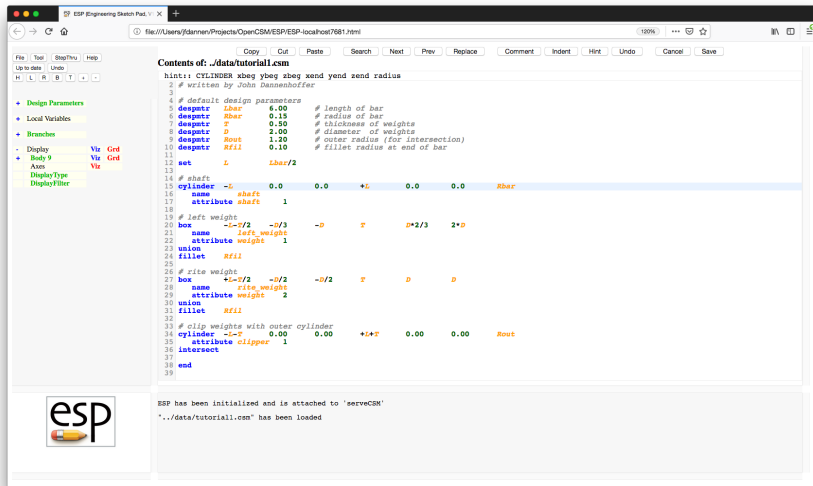 ESP [Engineering Sketch Pad, V
file:///Users/jfdannen/Projects/OpenCSM/ESP/ESP-localhost7681.html
120%
File Tool StepThru Help
Up to date Undo
H L R B T + -
+ Design Parameters
+ Local Variables
+ Branches
- Display Viz Grd
+ Body 9 Viz Grd
Axes Viz
DisplayType
DisplayFilter
Copy Cut Paste Search Next Prev Replace Comment Indent Hint Undo Cancel Save
Contents of: ../data/tutorial1.csm
hint:: CYLINDER xbeg ybeg zbeg xend yend zend radius
2 # written by John Dannenhoffer
3
4 # default design parameters
5 despmtr Lbar 6.00 # length of bar
6 despmtr Rbar 0.15 # radius of bar
7 despmtr T 0.50 # thickness of weights
8 despmtr D 2.00 # diameter of weights
9 despmtr Rout 1.20 # outer radius (for intersection)
10 despmtr Rfil 0.10 # fillet radius at end of bar
11
12 set L Lbar/2
13
14 # shaft
15 cylinder -L 0.0 0.0 +L 0.0 0.0 Rbar
16 name shaft
17 attribute shaft 1
18
19 # left weight
20 box -L-T/2 -D/3 -D T D*2/3 2*D
21 name left_weight
22 attribute weight 1
23 union
24 fillet Rfil
25
26 # rite weight
27 box +L-T/2 -D/2 -D/2 T D D
28 name rite_weight
29 attribute weight 2
30 union
31 fillet Rfil
32
33 # clip weights with outer cylinder
34 cylinder -L-T 0.00 0.00 +L+T 0.00 0.00 Rout
35 attribute clipper 1
36 intersect
37
38 end
39
esp
ESP has been initialized and is attached to 'serveCSM'
"../data/tutorial1.csm" has been loaded